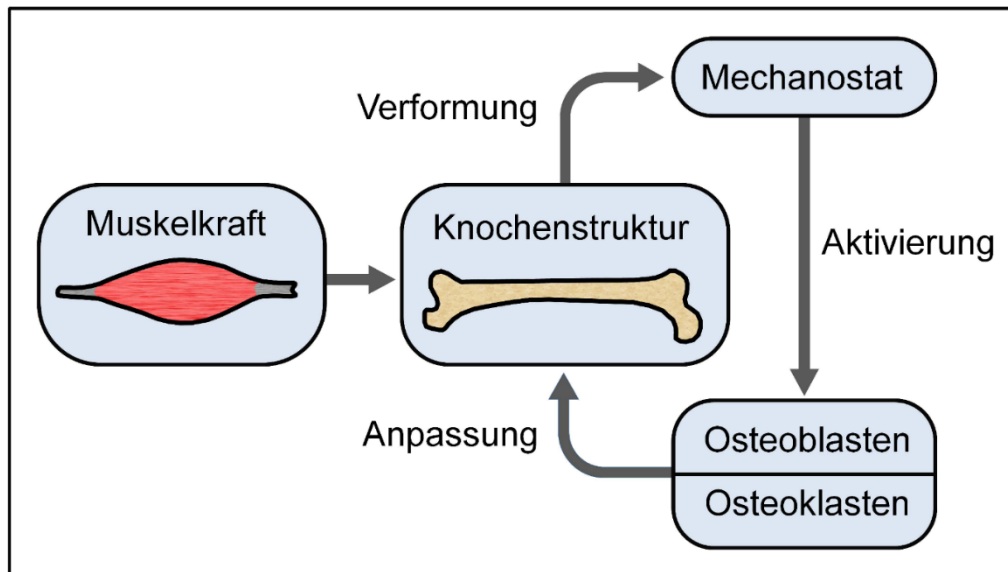 Mechanostat
Verformung
Muskelkraft
Knochenstruktur
Aktivierung
Anpassung
Osteoblasten
Osteoklasten